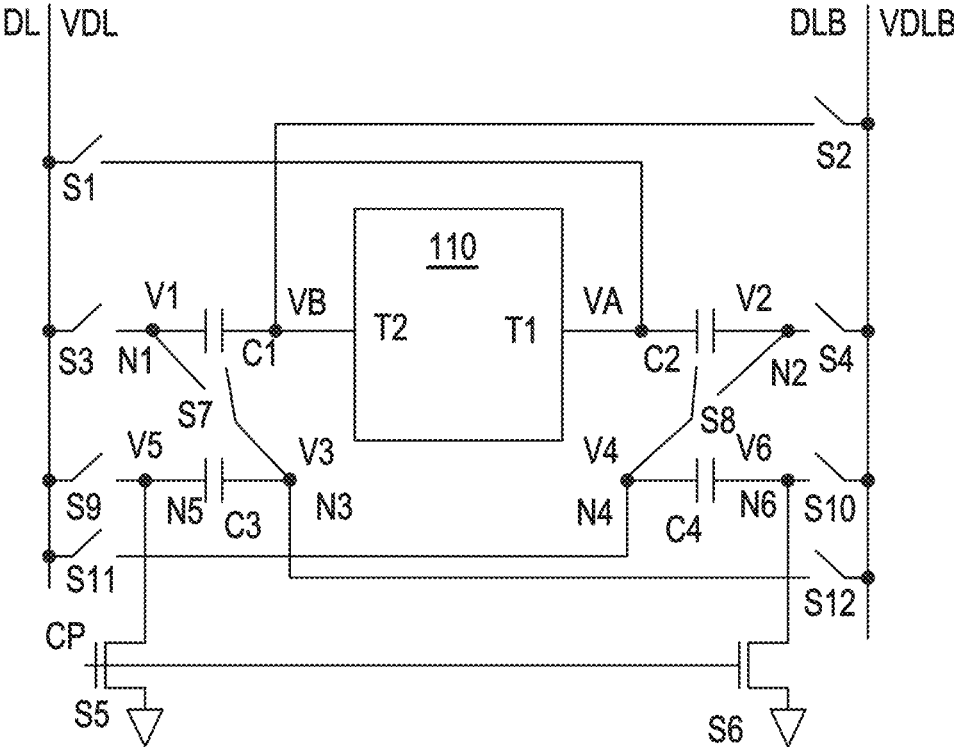 DL VDL DLB VDLB
S2
S1
110
V1 VB VA V2
T2 T1
S3 N1 C1 C2 N2 S4
S7 S8
V5 V3 V4 V6
S9 N5 C3 N3 N4 C4 N6 S10
S11 S12
CP
S5 S6